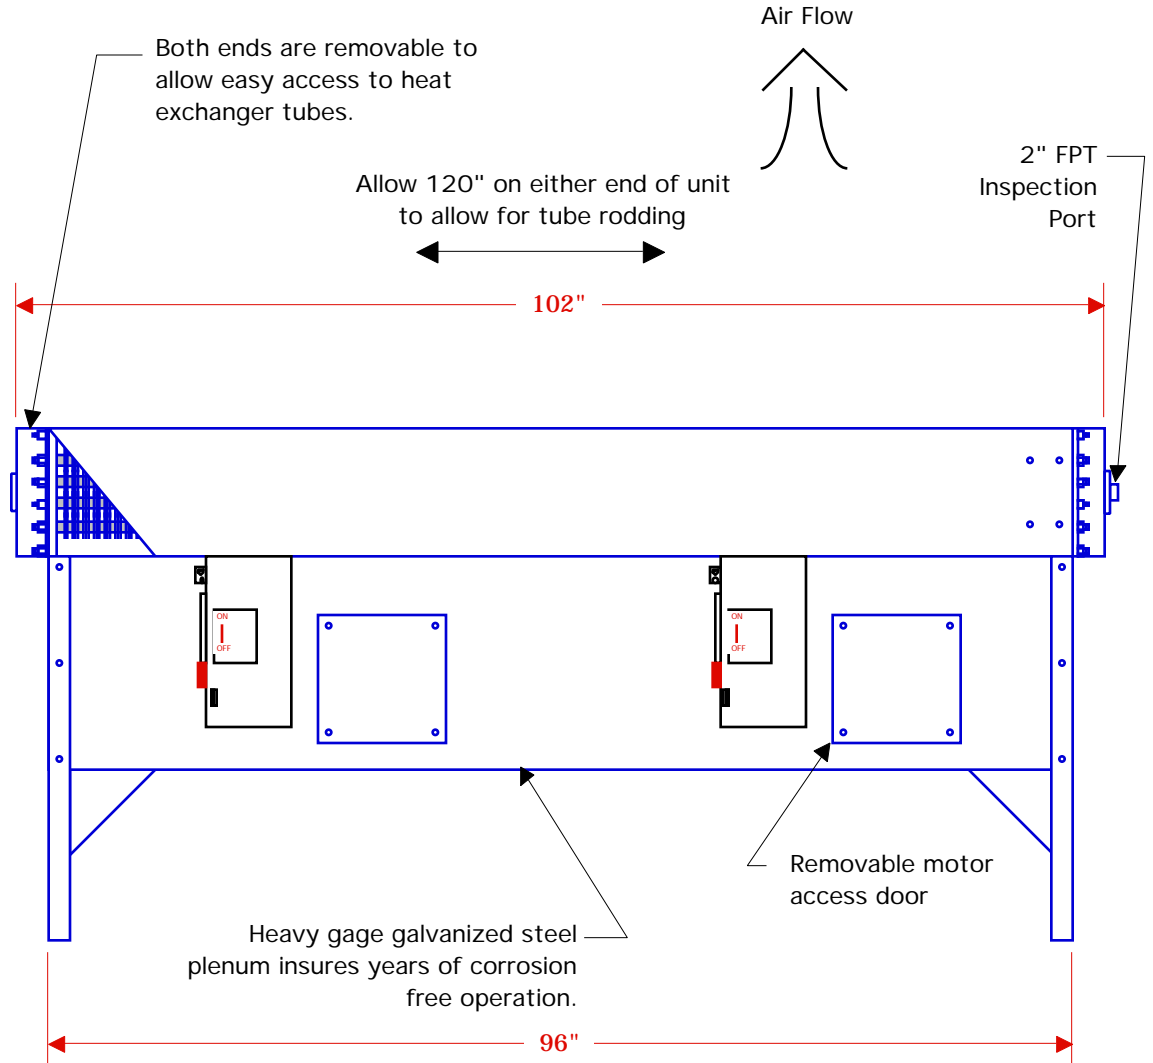 Air Flow
Both ends are removable to
allow easy access to heat
exchanger tubes.
2" FPT
Inspection
Port
Allow 120" on either end of unit
to allow for tube rodding
102"
ON
OFF
ON
OFF
Removable motor
access door
Heavy gage galvanized steel
plenum insures years of corrosion
free operation.
96"